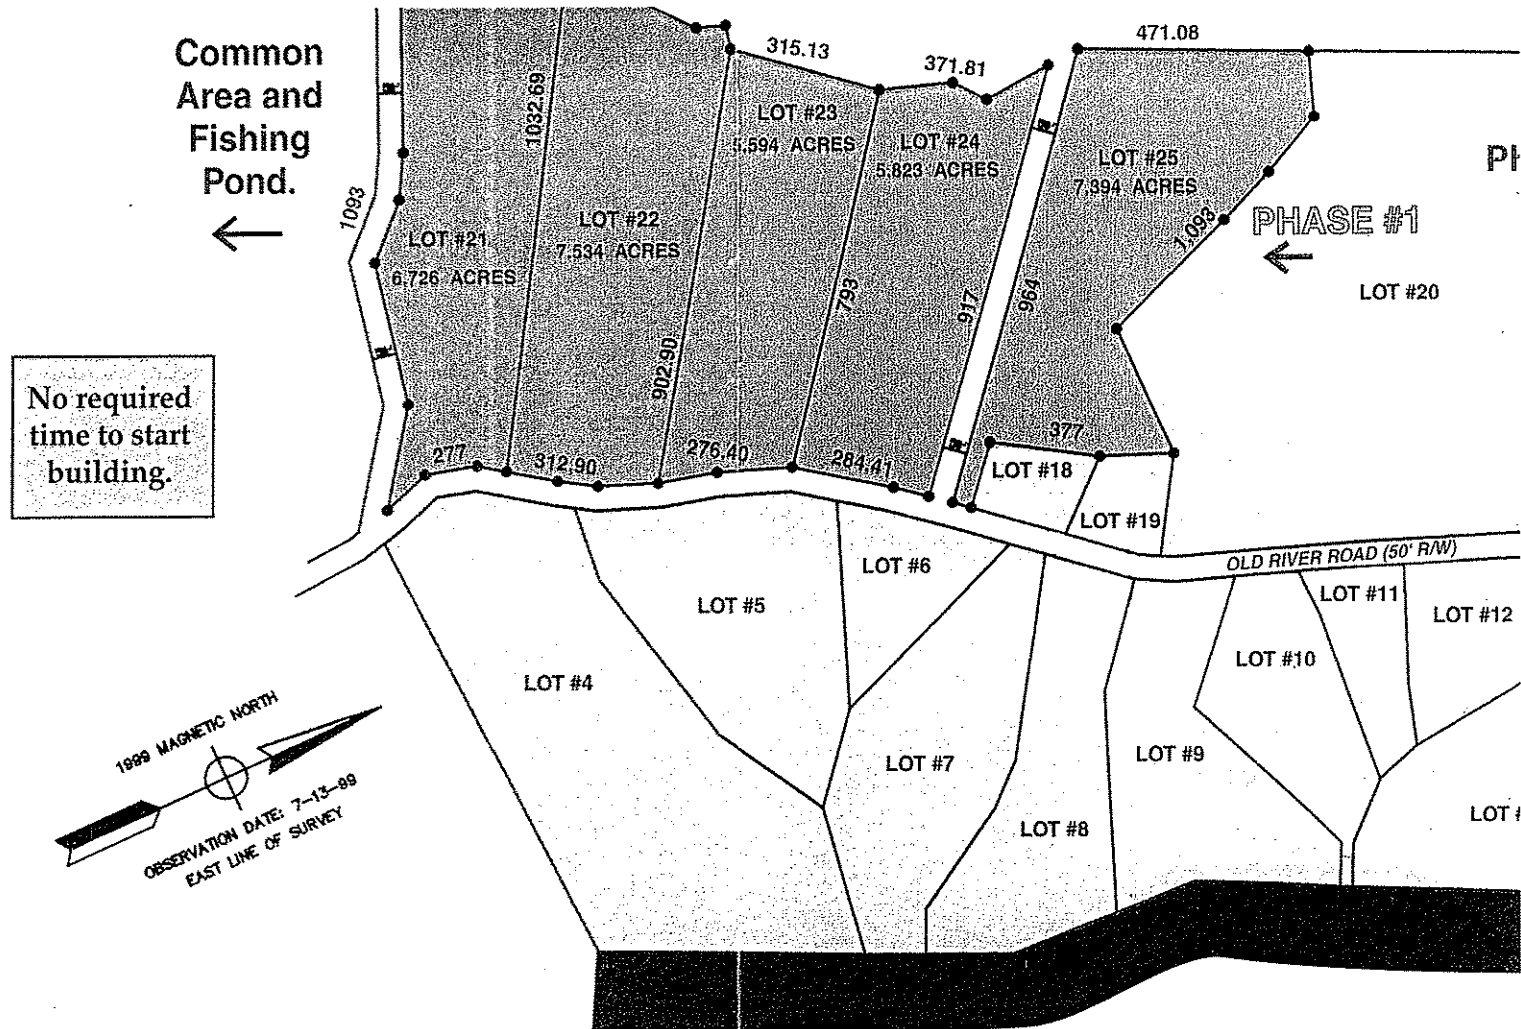 Common
Area and
Fishing
Pond.
1093
1032.69
315.13
371.81
471.08
LOT #23
5.594 ACRES
LOT #24
5.823 ACRES
LOT #25
7.394 ACRES
LOT #22
7.534 ACRES
LOT #21
6.726 ACRES
1,093
PHASE #1
LOT #20
902.90
793
917
964
No required
time to start
building.
277
312.90
276.40
284.41
377
LOT #18
LOT #19
OLD RIVER ROAD (50' R/W)
LOT #6
LOT #5
LOT #11
LOT #12
LOT #10
LOT #4
LOT #7
LOT #9
LOT #8
LOT #
1999 MAGNETIC NORTH
OBSERVATION DATE: 7-13-99
EAST LINE OF SURVEY